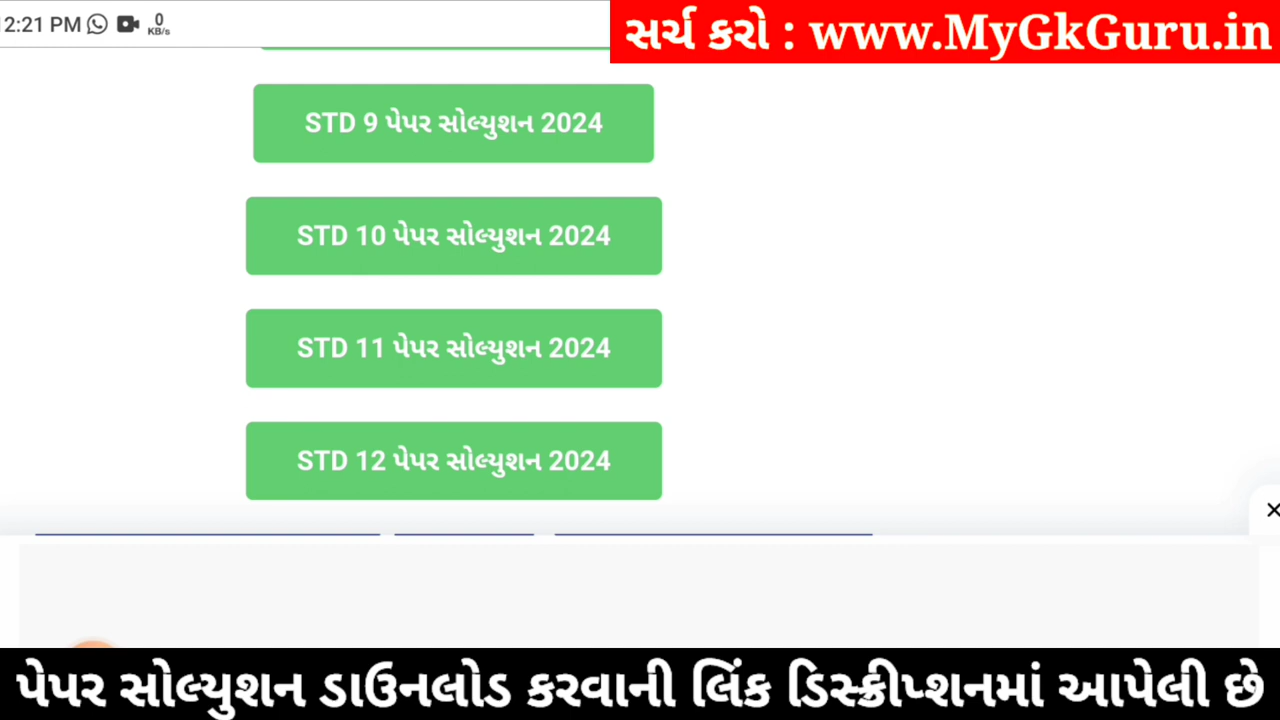 12:21 PM 0 KB/s
સર્ચ કરો : www.MyGkGuru.in
STD 9 પેપર સોલ્યુશન 2024
STD 10 પેપર સોલ્યુશન 2024
STD 11 પેપર સોલ્યુશન 2024
STD 12 પેપર સોલ્યુશન 2024
પેપર સોલ્યુશન ડાઉનલોડ કરવાની લિંક ડિસ્ક્રીપ્શનમાં આપેલી છે